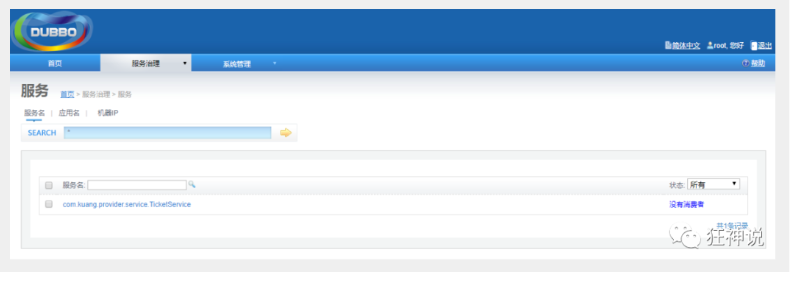 DUBBO
简体中文 root, 您好 退出
首页 服务治理 系统管理 帮助
服务 首页 > 服务治理 > 服务
服务名 | 应用名 | 机器IP
SEARCH *
服务名: 状态: 所有
com.kuang.provider.service.TicketService 没有消费者
共1条记录
狂神说